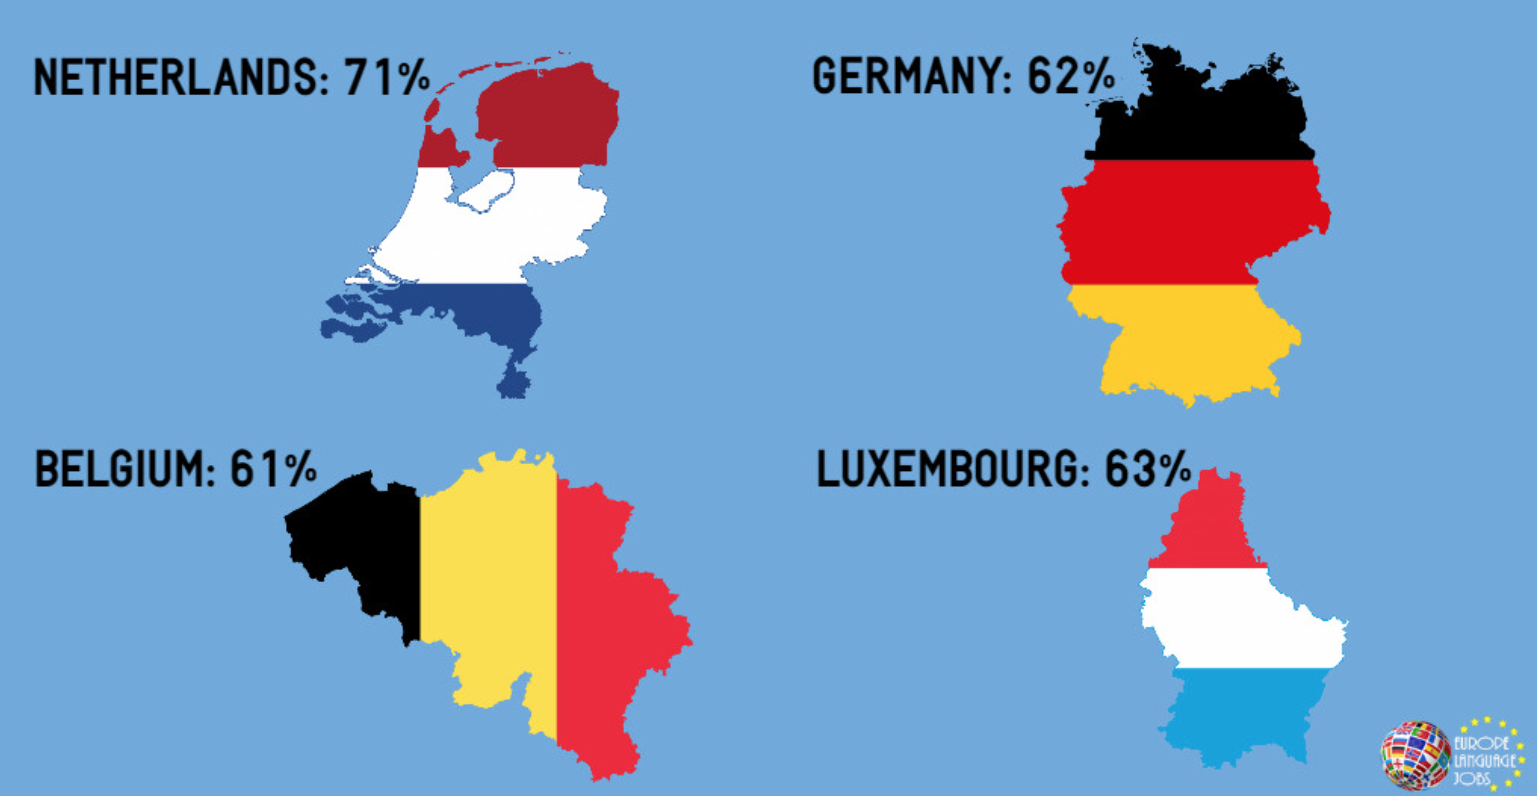 NETHERLANDS: 71%
GERMANY: 62%
BELGIUM: 61%
LUXEMBOURG: 63%
EUROPE
LANGUAGE
JOBS